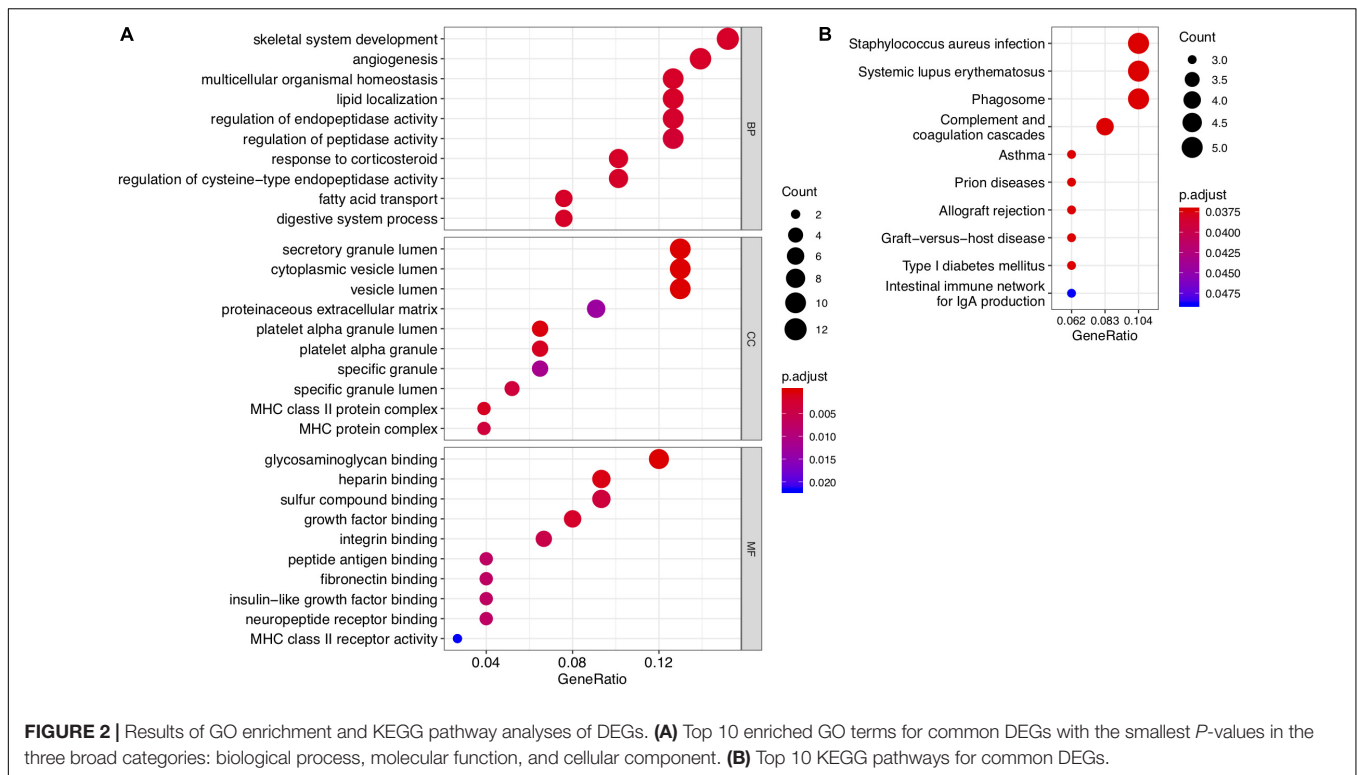 A
skeletal system development
angiogenesis
multicellular organismal homeostasis
lipid localization
regulation of endopeptidase activity
regulation of peptidase activity
response to corticosteroid
regulation of cysteine−type endopeptidase activity
fatty acid transport
digestive system process
BP
secretory granule lumen
cytoplasmic vesicle lumen
vesicle lumen
proteinaceous extracellular matrix
platelet alpha granule lumen
platelet alpha granule
specific granule
specific granule lumen
MHC class II protein complex
MHC protein complex
CC
glycosaminoglycan binding
heparin binding
sulfur compound binding
growth factor binding
integrin binding
peptide antigen binding
fibronectin binding
insulin−like growth factor binding
neuropeptide receptor binding
MHC class II receptor activity
MF
0.04 0.08 0.12
GeneRatio
Count
2
4
6
8
10
12
p.adjust
0.005
0.010
0.015
0.020
B
Staphylococcus aureus infection
Systemic lupus erythematosus
Phagosome
Complement and
coagulation cascades
Asthma
Prion diseases
Allograft rejection
Graft−versus−host disease
Type I diabetes mellitus
Intestinal immune network
for IgA production
0.062 0.083 0.104
GeneRatio
Count
3.0
3.5
4.0
4.5
5.0
p.adjust
0.0375
0.0400
0.0425
0.0450
0.0475
FIGURE 2 | Results of GO enrichment and KEGG pathway analyses of DEGs. (A) Top 10 enriched GO terms for common DEGs with the smallest P-values in the
three broad categories: biological process, molecular function, and cellular component. (B) Top 10 KEGG pathways for common DEGs.